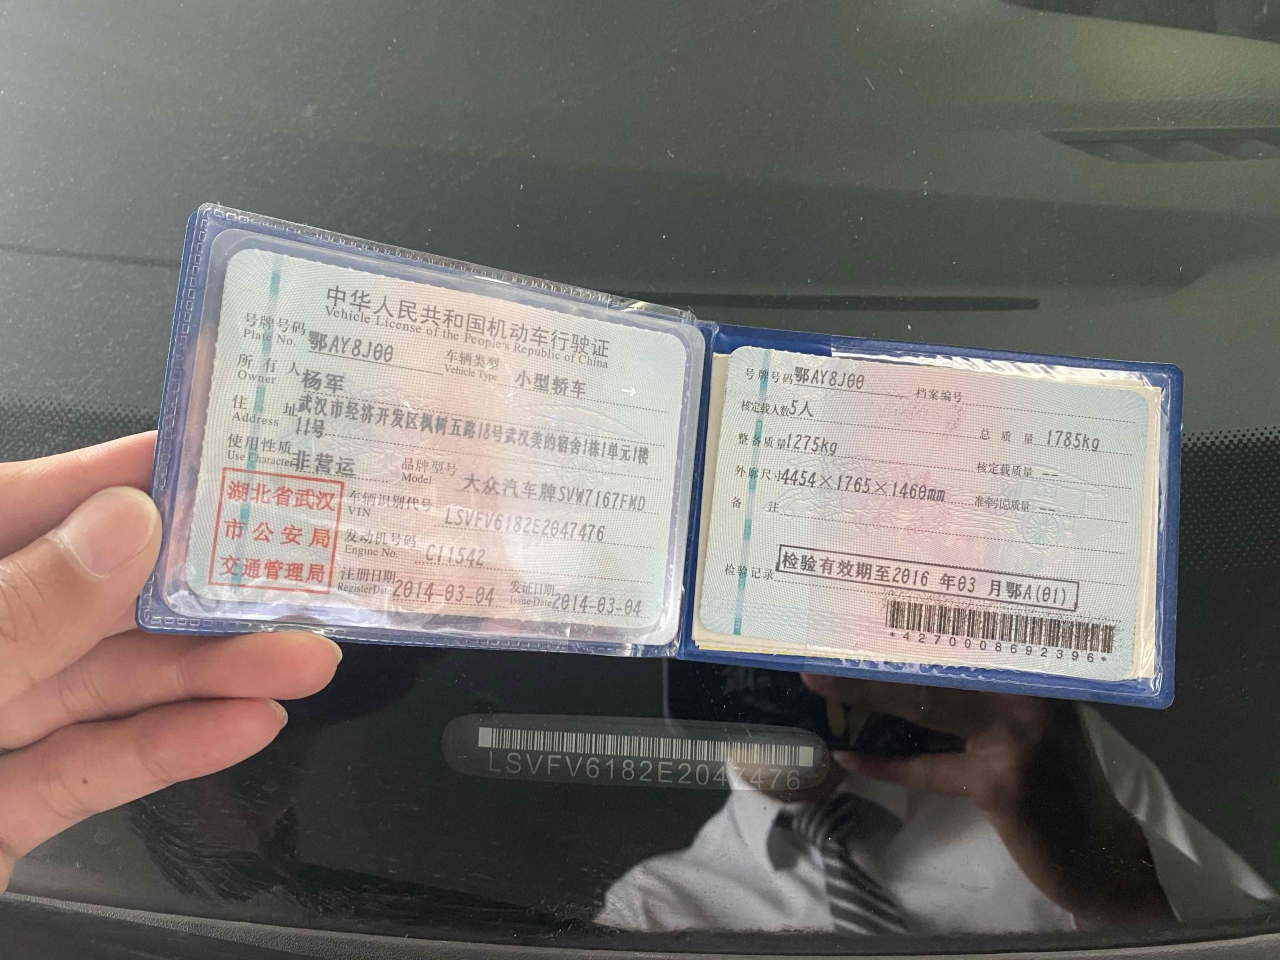 中华人民共和国机动车行驶证
Vehicle License of the People's Republic of China
号牌号码 鄂AY8J00 车辆类型 小型轿车
Plate No. Vehicle Type
所有人 杨军
Owner
住址 武汉市经济开发区枫树五路18号武汉美的宿舍1栋1单元1楼
Address 11号
使用性质 非营运 品牌型号 大众汽车牌SVW7167FMD
Use Character Model
湖北省武汉
市公安局
交通管理局
车辆识别代号 LSVFV6182E2047476
VIN
发动机号码 C11542
Engine No.
注册日期 2014-03-04 发证日期 2014-03-04
Register Date Issue Date
号牌号码 鄂AY8J00 档案编号
核定载人数 5人 总质量 1785kg
整备质量 1275kg 核定载质量 --
外廓尺寸 4454×1765×1460mm 准牵引总质量 --
备注
检验记录 检验有效期至2016 年03 月鄂A(01)
*4270008692396*
LSVFV6182E2047476